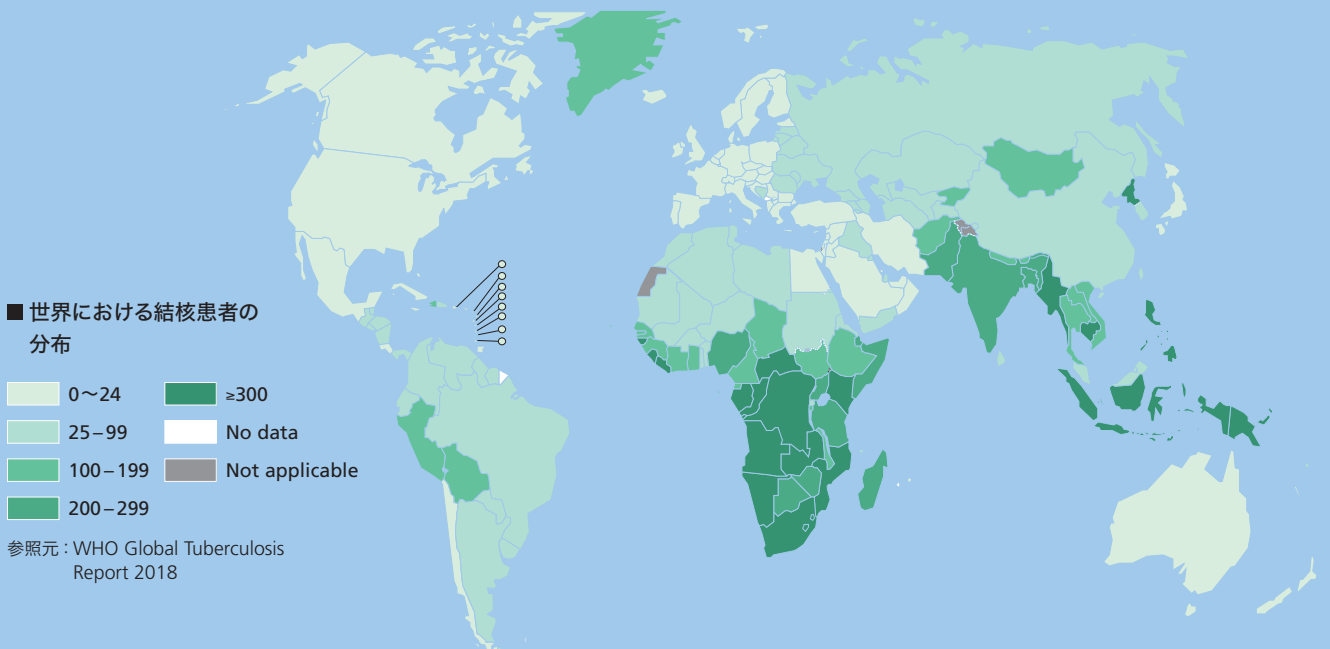 ■ 世界における結核患者の
分布
0〜24
25–99
100–199
200–299
≥300
No data
Not applicable
参照元：WHO Global Tuberculosis
Report 2018